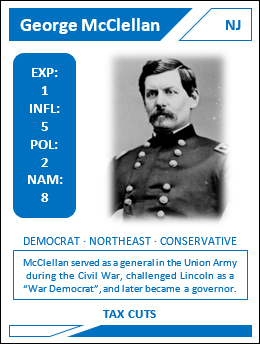 George McClellan
NJ
EXP:
1
INFL:
5
POL:
2
NAM:
8
DEMOCRAT · NORTHEAST · CONSERVATIVE
McClellan served as a general in the Union Army
during the Civil War, challenged Lincoln as a
“War Democrat”, and later became a governor.
TAX CUTS